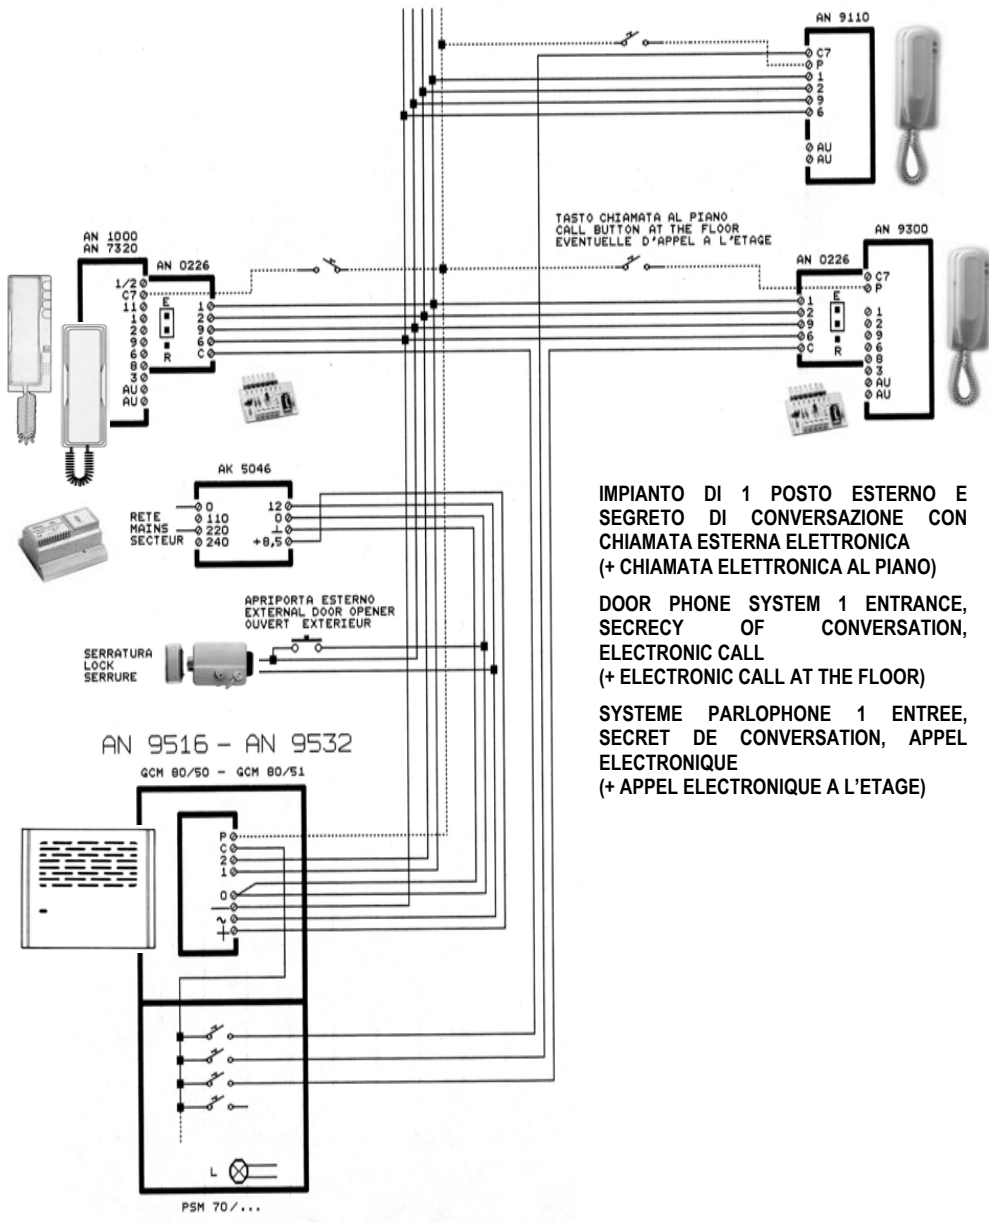 AN 9110
C7
P
1
2
9
6
AU
AU
TASTO CHIAMATA AL PIANO
CALL BUTTON AT THE FLOOR
EVENTUELLE D'APPEL A L'ETAGE
AN 1000
AN 7320
AN 0226
1/2
C7
11
1
2
9
6
8
3
AU
AU
E
R
1
2
9
6
C
AN 9300
AN 0226
1
2
9
6
C
E
R
C7
P
1
2
9
6
8
3
AU
AU
AK 5046
RETE
MAINS
SECTEUR
0
110
220
240
12
0
⊥
+8,5
IMPIANTO DI 1 POSTO ESTERNO E
SEGRETO DI CONVERSAZIONE CON
CHIAMATA ESTERNA ELETTRONICA
(+ CHIAMATA ELETTRONICA AL PIANO)
DOOR PHONE SYSTEM 1 ENTRANCE,
SECRECY OF CONVERSATION,
ELECTRONIC CALL
(+ ELECTRONIC CALL AT THE FLOOR)
SYSTEME PARLOPHONE 1 ENTREE,
SECRET DE CONVERSATION, APPEL
ELECTRONIQUE
(+ APPEL ELECTRONIQUE A L'ETAGE)
APRIPORTA ESTERNO
EXTERNAL DOOR OPENER
OUVERT EXTERIEUR
SERRATURA
LOCK
SERRURE
AN 9516 - AN 9532
GCM 80/50 - GCM 80/51
P
C
2
1
0
—
~
+
L
PSM 70/...